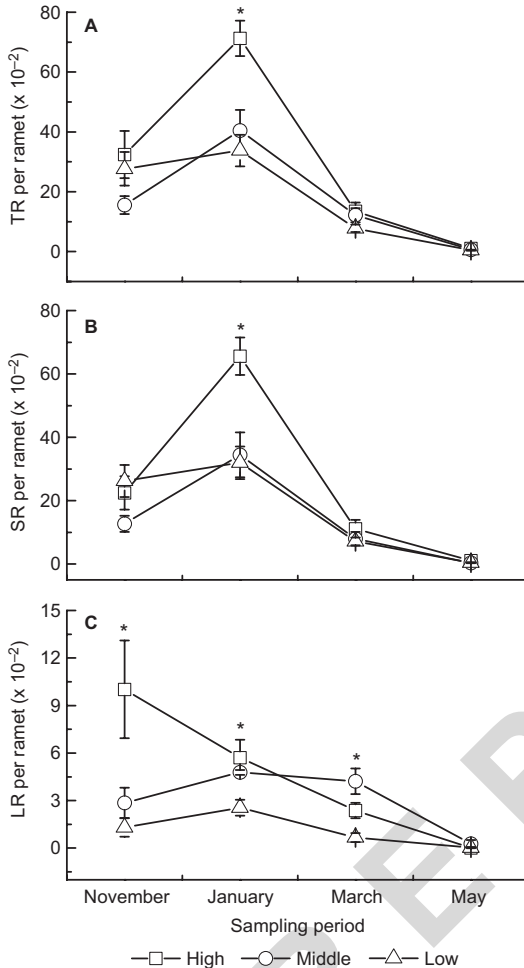 A
*
TR per ramet (x 10⁻²)
80
60
40
20
0
B
*
SR per ramet (x 10⁻²)
80
60
40
20
0
C
*
*
*
LR per ramet (x 10⁻²)
15
12
9
6
3
0
November January March May
Sampling period
High Middle Low